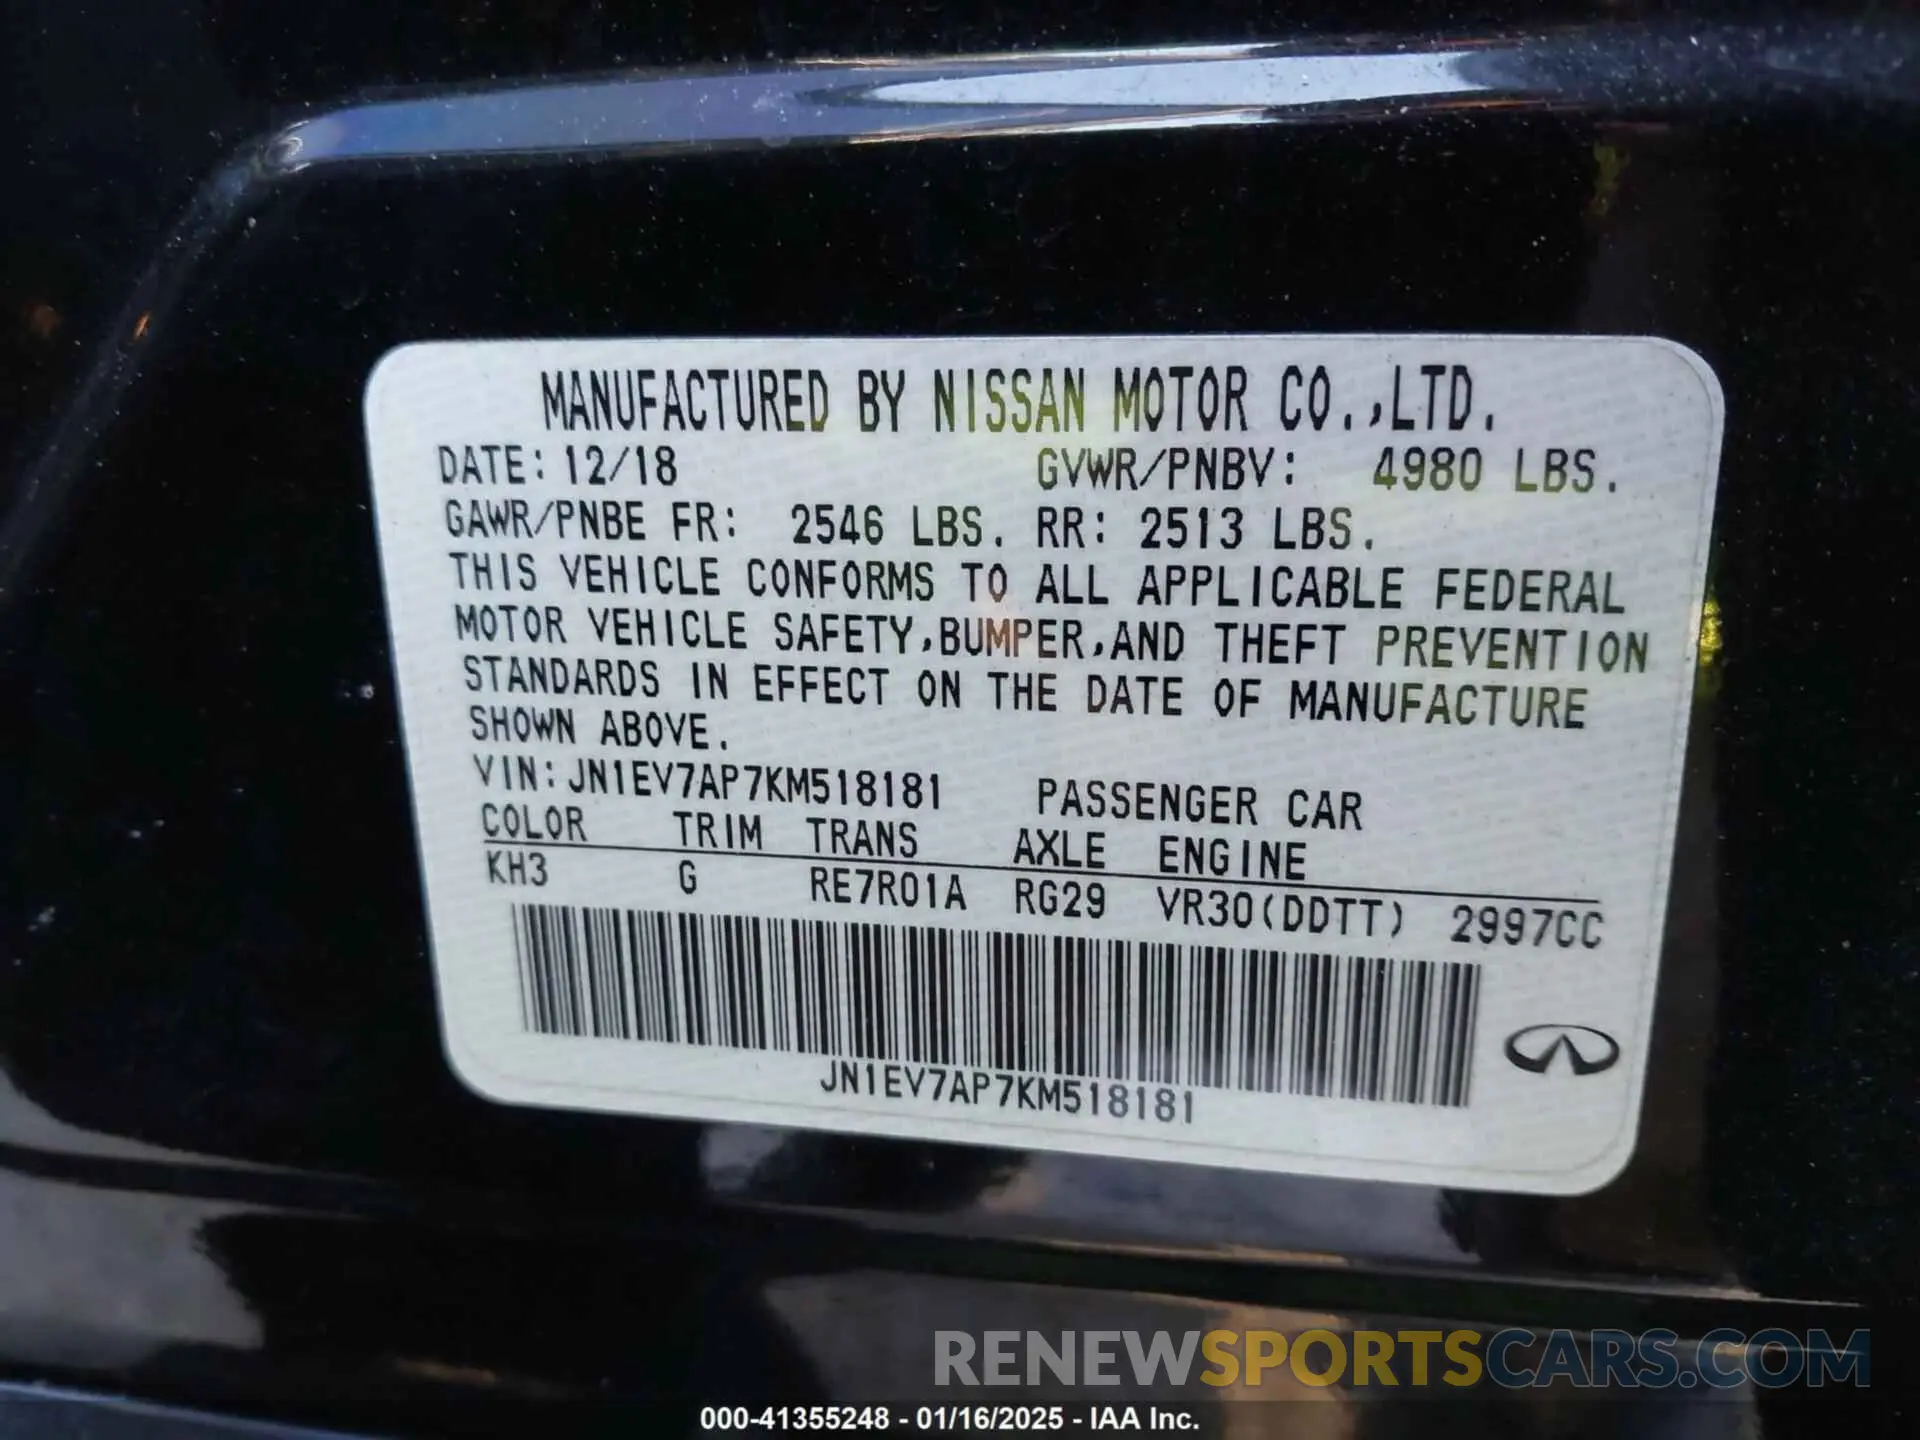 MANUFACTURED BY NISSAN MOTOR CO.,LTD.
DATE: 12/18 GVWR/PNBV: 4980 LBS.
GAWR/PNBE FR: 2546 LBS. RR: 2513 LBS.
THIS VEHICLE CONFORMS TO ALL APPLICABLE FEDERAL
MOTOR VEHICLE SAFETY,BUMPER,AND THEFT PREVENTION
STANDARDS IN EFFECT ON THE DATE OF MANUFACTURE
SHOWN ABOVE.
VIN:JN1EV7AP7KM518181 PASSENGER CAR
COLOR TRIM TRANS AXLE ENGINE
KH3 G RE7R01A RG29 VR30(DDTT) 2997CC
JN1EV7AP7KM518181
RENEWSPORTSCARS.COM
000-41355248 - 01/16/2025 - IAA Inc.